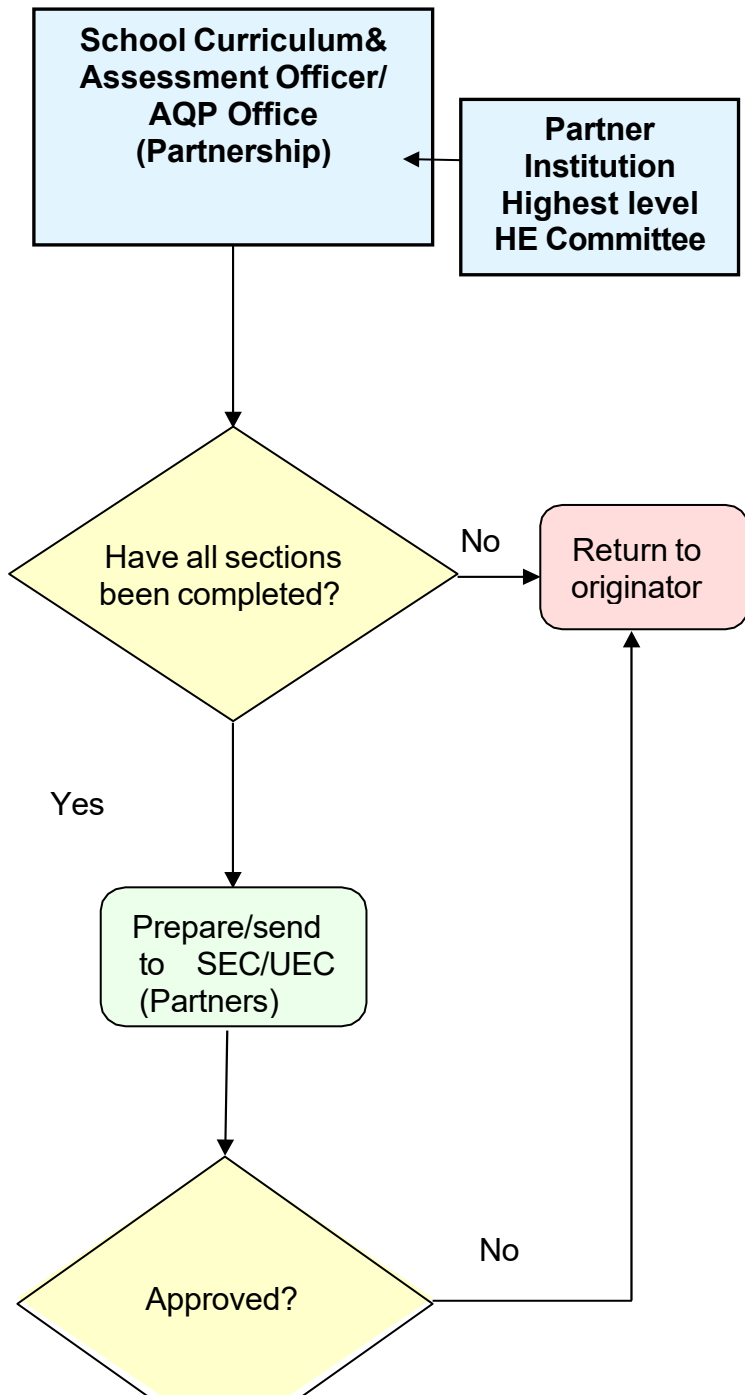 School Curriculum&
Assessment Officer/
AQP Office
(Partnership)
Partner
Institution
Highest level
HE Committee
Have all sections
been completed?
No
Return to
originator
Yes
Prepare/send
to SEC/UEC
(Partners)
Approved?
No